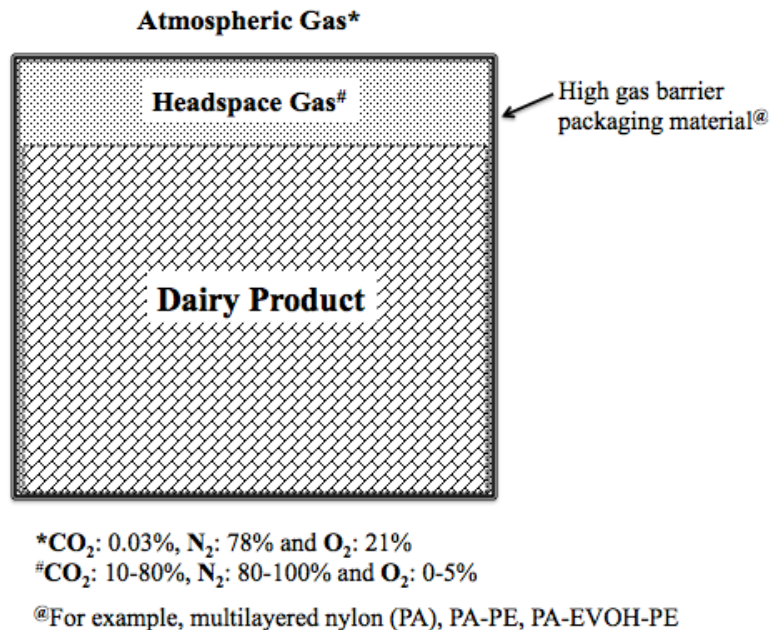 Atmospheric Gas*
Headspace Gas#
High gas barrier
packaging material@
Dairy Product
*CO₂: 0.03%, N₂: 78% and O₂: 21%
#CO₂: 10-80%, N₂: 80-100% and O₂: 0-5%
@For example, multilayered nylon (PA), PA-PE, PA-EVOH-PE